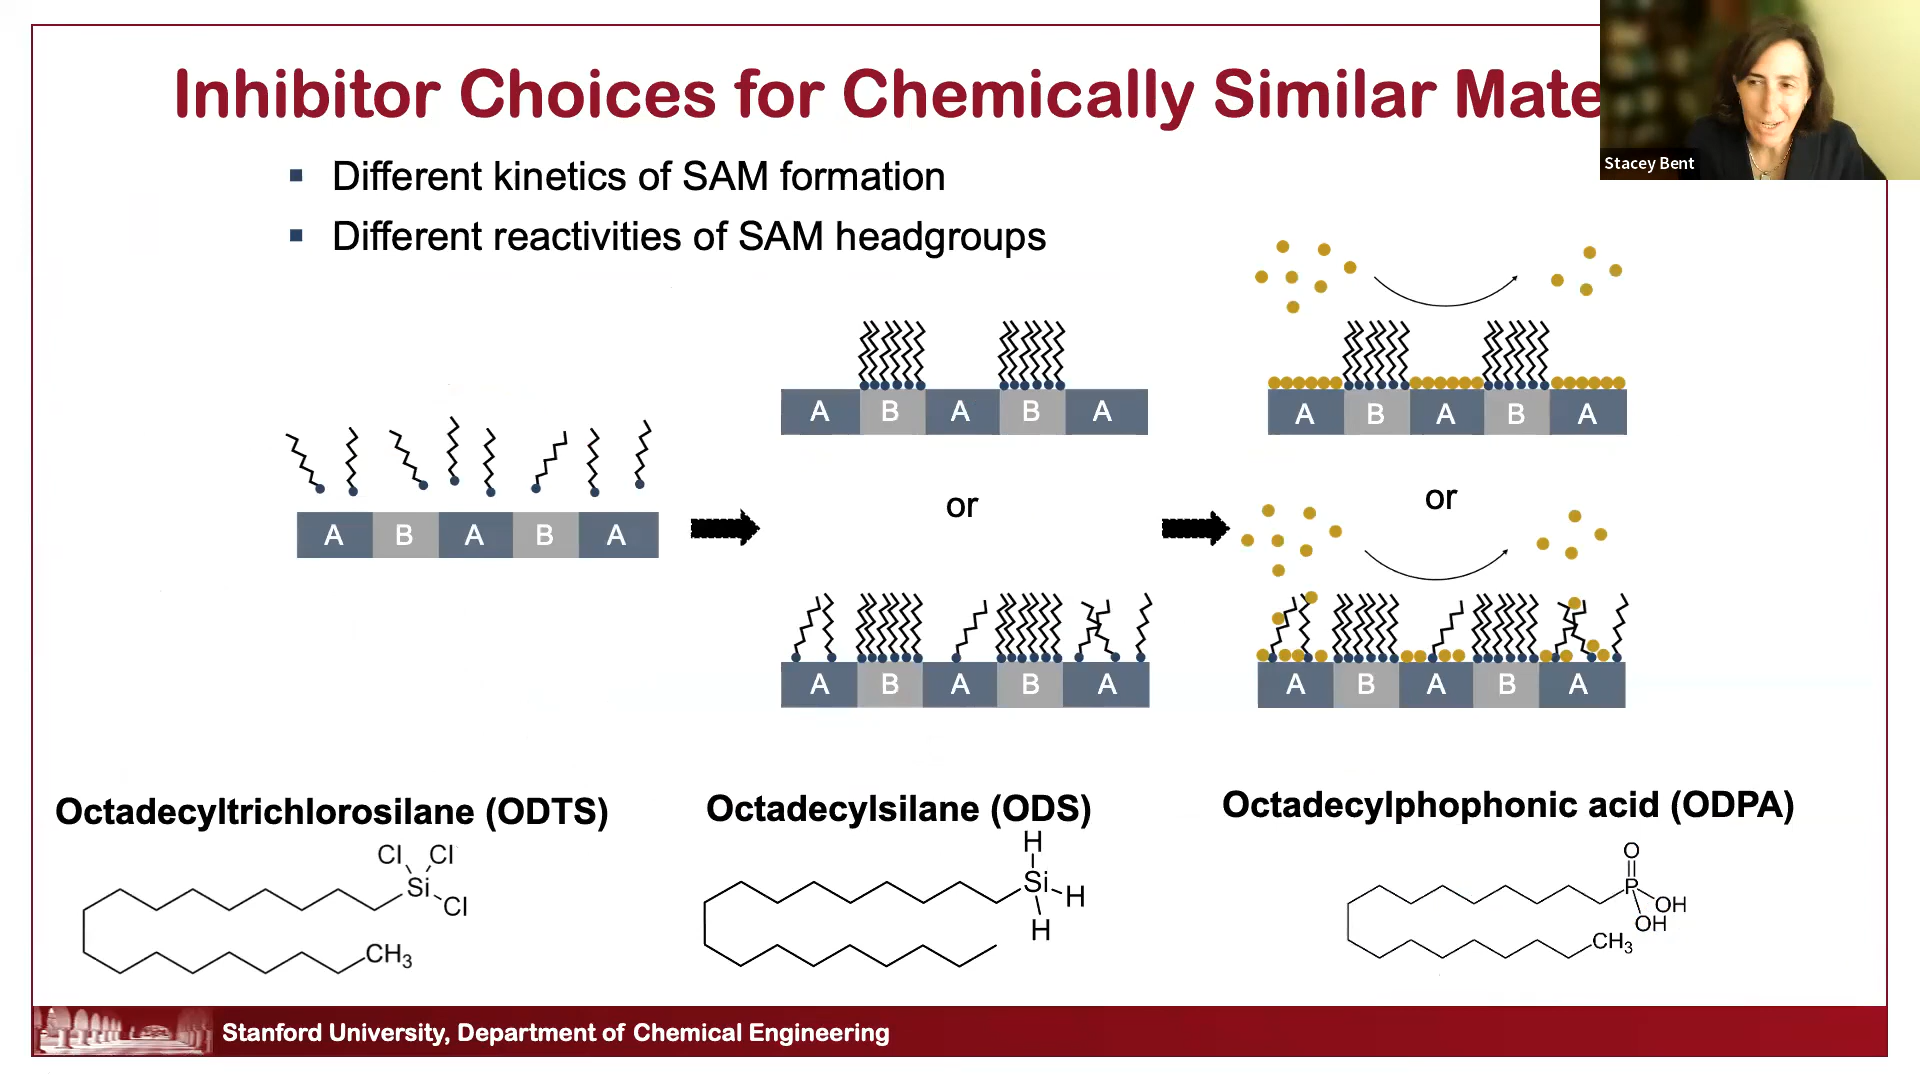 Inhibitor Choices for Chemically Similar Mate
Stacey Bent
▪ Different kinetics of SAM formation
▪ Different reactivities of SAM headgroups
A B A B A
A B A B A
or
A B A B A
A B A B A
or
A B A B A
Octadecyltrichlorosilane (ODTS)
Cl Cl
Si
Cl
CH3
Octadecylsilane (ODS)
H
Si
H
H
Octadecylphophonic acid (ODPA)
O
P
OH
OH
CH3
Stanford University, Department of Chemical Engineering